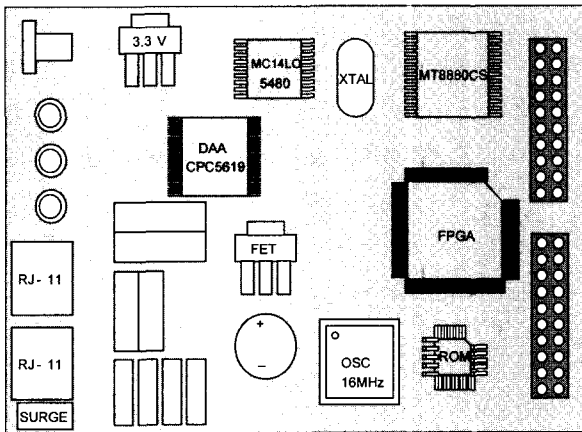 3.3 V
MC14LC
5480
XTAL
MT8880CS
DAA
CPC5619
FPGA
FET
RJ-11
+
−
RJ-11
OSC
16MHz
ROM
SURGE